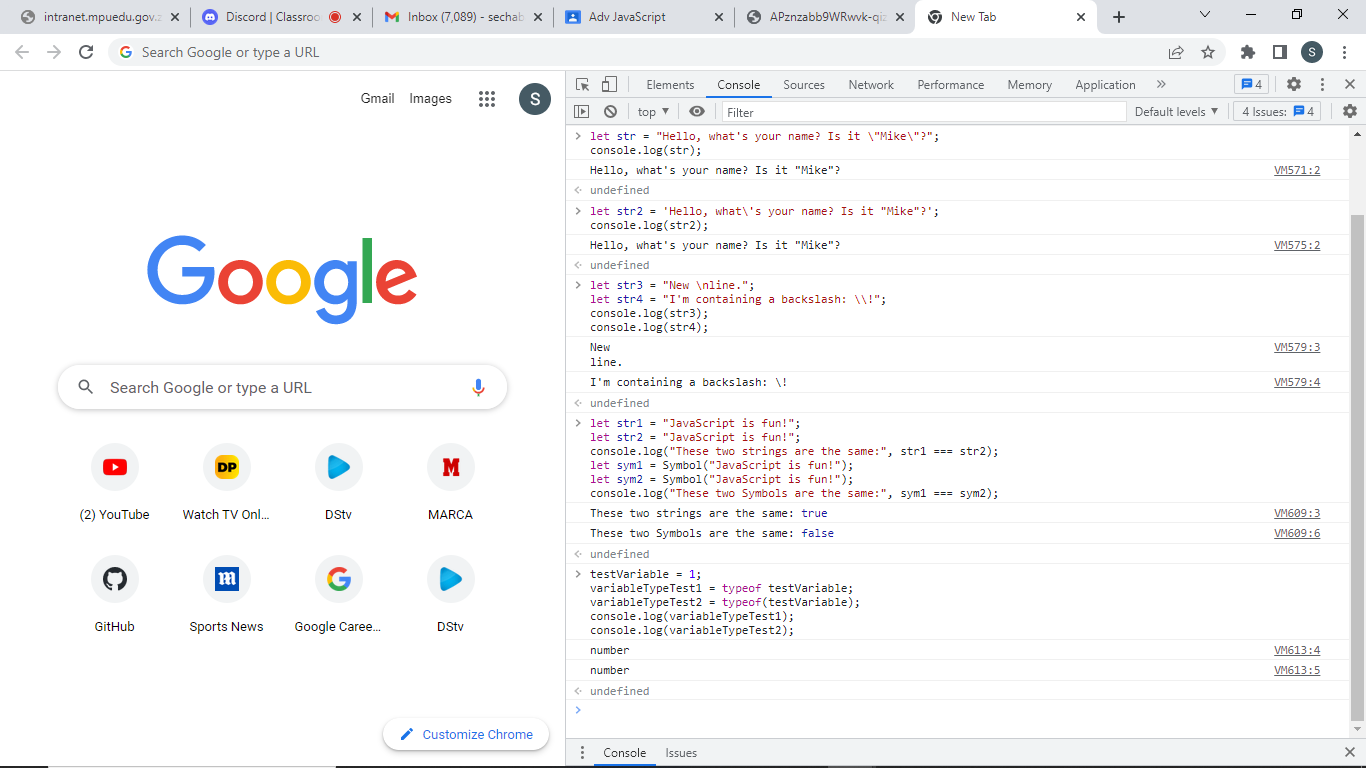 intranet.mpuedu.gov.z
Discord | Classroo
Inbox (7,089) - sechab
Adv JavaScript
APznzabb9WRwvk-qiz
New Tab
Search Google or type a URL
S
Gmail Images S
Google
Search Google or type a URL
(2) YouTube
DP
Watch TV Onl...
DStv
M
MARCA
GitHub
m
Sports News
Google Caree...
DStv
Customize Chrome
Elements Console Sources Network Performance Memory Application » 4
top ▼ Filter Default levels ▼ 4 Issues: 4
let str = "Hello, what's your name? Is it \"Mike\"?";
console.log(str);
Hello, what's your name? Is it "Mike"? VM571:2
undefined
let str2 = 'Hello, what\'s your name? Is it "Mike"?';
console.log(str2);
Hello, what's your name? Is it "Mike"? VM575:2
undefined
let str3 = "New \nline.";
let str4 = "I'm containing a backslash: \\!";
console.log(str3);
console.log(str4);
New VM579:3
line.
I'm containing a backslash: \! VM579:4
undefined
let str1 = "JavaScript is fun!";
let str2 = "JavaScript is fun!";
console.log("These two strings are the same:", str1 === str2);
let sym1 = Symbol("JavaScript is fun!");
let sym2 = Symbol("JavaScript is fun!");
console.log("These two Symbols are the same:", sym1 === sym2);
These two strings are the same: true VM609:3
These two Symbols are the same: false VM609:6
undefined
testVariable = 1;
variableTypeTest1 = typeof testVariable;
variableTypeTest2 = typeof(testVariable);
console.log(variableTypeTest1);
console.log(variableTypeTest2);
number VM613:4
number VM613:5
undefined
Console Issues